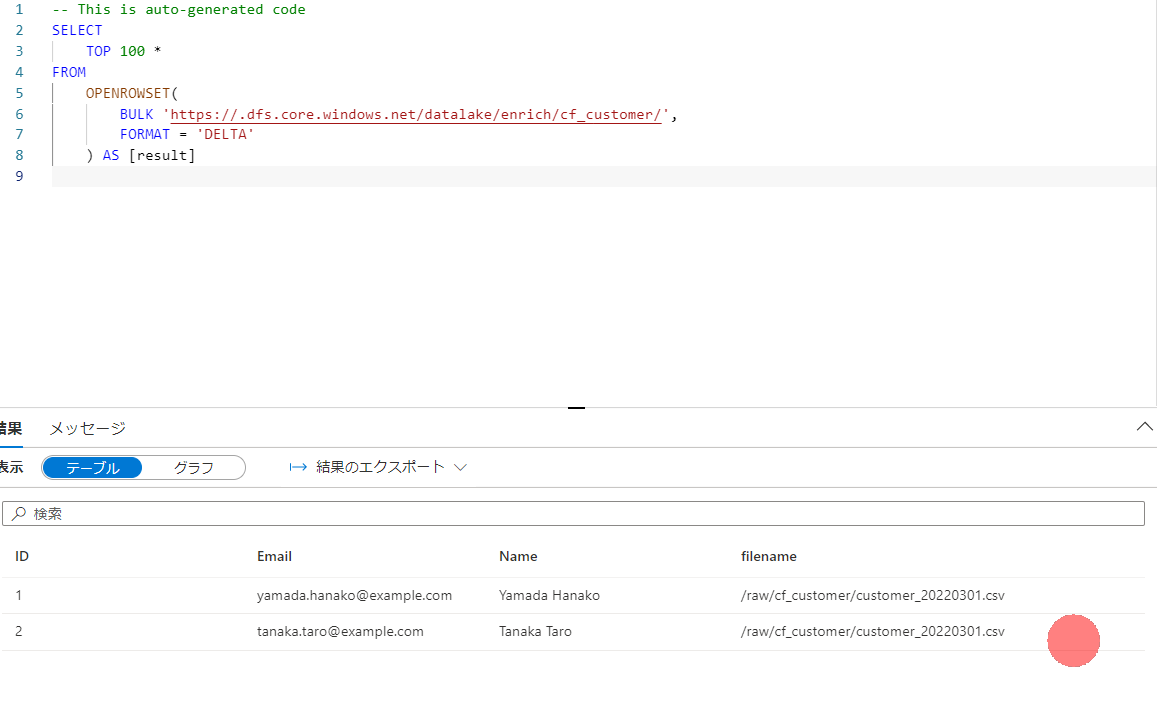 1 -- This is auto-generated code
2 SELECT
3 TOP 100 *
4 FROM
5 OPENROWSET(
6 BULK 'https://.dfs.core.windows.net/datalake/enrich/cf_customer/',
7 FORMAT = 'DELTA'
8 ) AS [result]
9
結果 メッセージ
表示 テーブル グラフ 結果のエクスポート
検索
ID Email Name filename
1 yamada.hanako@example.com Yamada Hanako /raw/cf_customer/customer_20220301.csv
2 tanaka.taro@example.com Tanaka Taro /raw/cf_customer/customer_20220301.csv